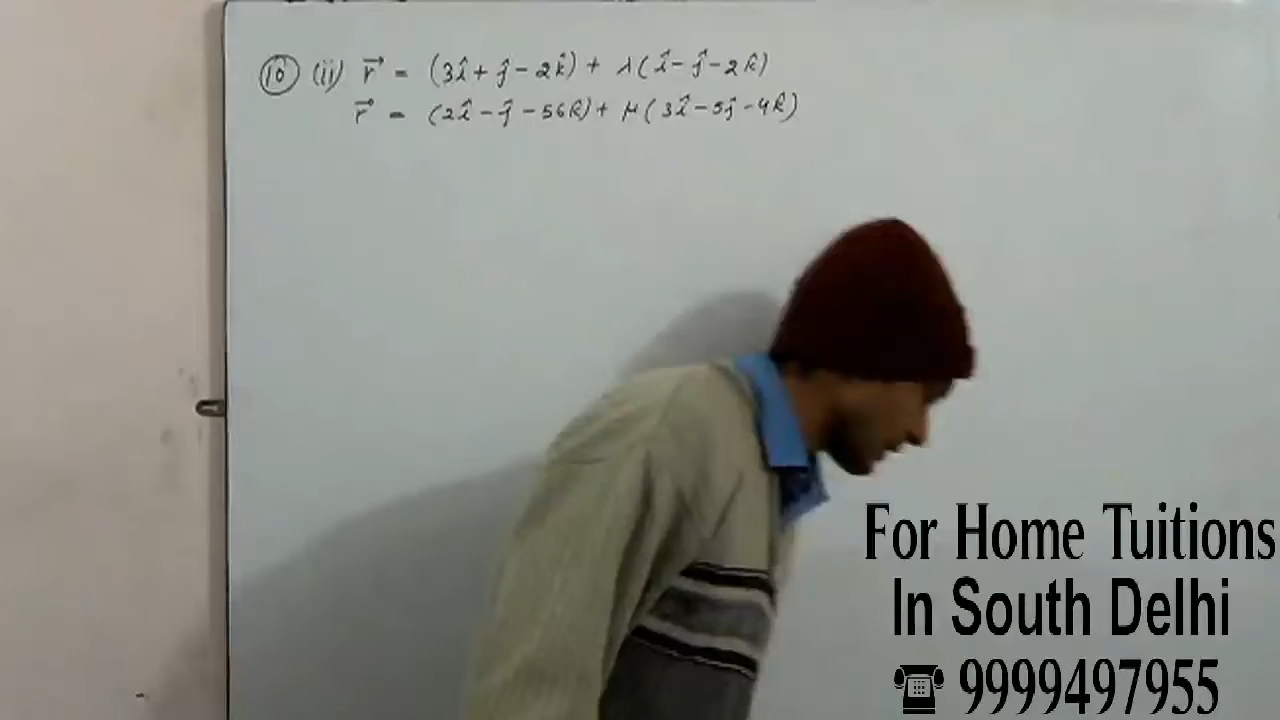 ⑩ (ii) r⃗ = (3î + ĵ - 2k̂) + λ(î - ĵ - 2k̂)
r⃗ = (2î - ĵ - 56k̂) + μ(3î - 5ĵ - 4k̂)
For Home Tuitions
In South Delhi
☎ 9999497955